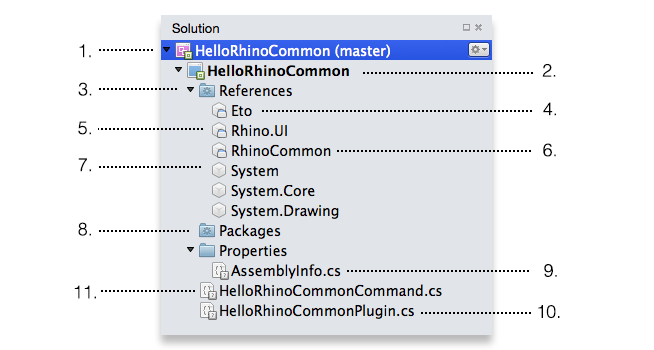 Solution
1. HelloRhinoCommon (master)
HelloRhinoCommon 2.
3. References
Eto 4.
5. Rhino.UI
RhinoCommon 6.
7. System
System.Core
System.Drawing
8. Packages
Properties
AssemblyInfo.cs 9.
11. HelloRhinoCommonCommand.cs
HelloRhinoCommonPlugin.cs 10.